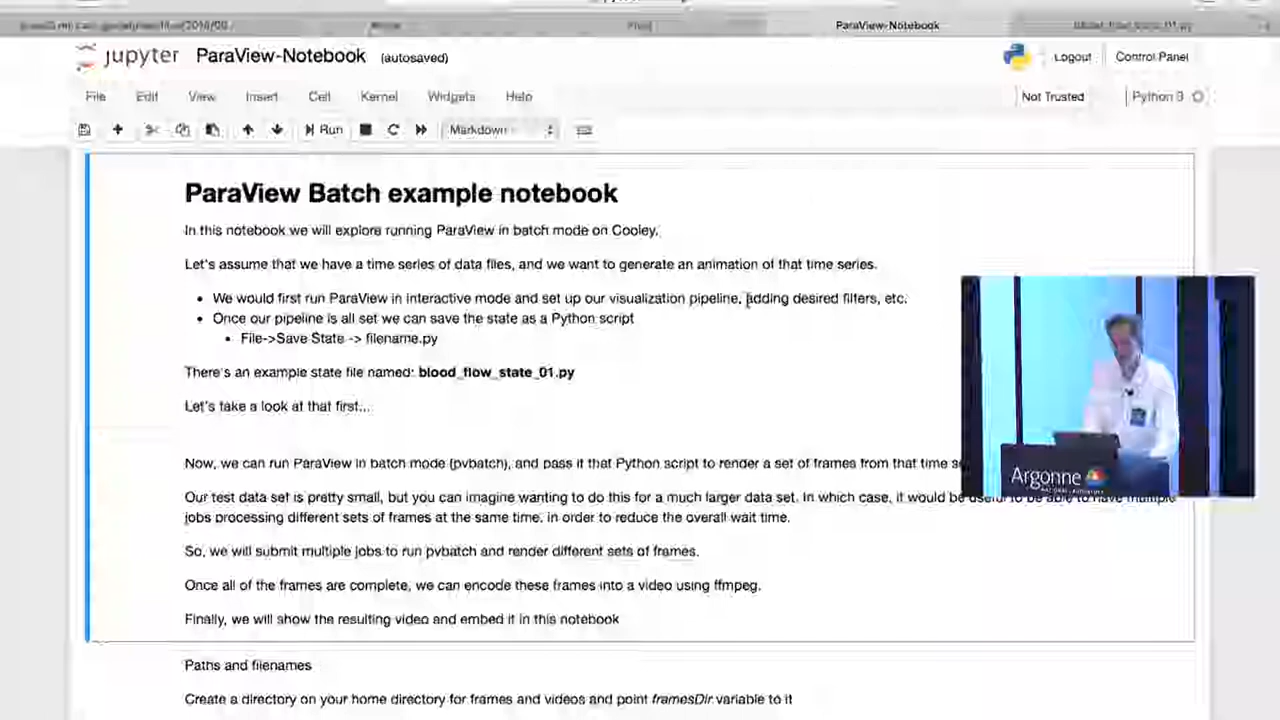 ParaView-Notebook
jupyter ParaView-Notebook (autosaved)
Logout Control Panel
File Edit View Insert Cell Kernel Widgets Help
Not Trusted Python 3
Run Markdown
ParaView Batch example notebook
In this notebook we will explore running ParaView in batch mode on Cooley.
Let's assume that we have a time series of data files, and we want to generate an animation of that time series.
• We would first run ParaView in interactive mode and set up our visualization pipeline, adding desired filters, etc.
• Once our pipeline is all set we can save the state as a Python script
• File->Save State -> filename.py
There's an example state file named: blood_flow_state_01.py
Let's take a look at that first...
Now, we can run ParaView in batch mode (pvbatch), and pass it that Python script to render a set of frames from that time
Our test data set is pretty small, but you can imagine wanting to do this for a much larger data set. In which case, it would be useful to be able to have multiple
jobs processing different sets of frames at the same time, in order to reduce the overall wait time.
So, we will submit multiple jobs to run pvbatch and render different sets of frames.
Once all of the frames are complete, we can encode these frames into a video using ffmpeg.
Finally, we will show the resulting video and embed it in this notebook
Paths and filenames
Create a directory on your home directory for frames and videos and point framesDir variable to it
Argonne